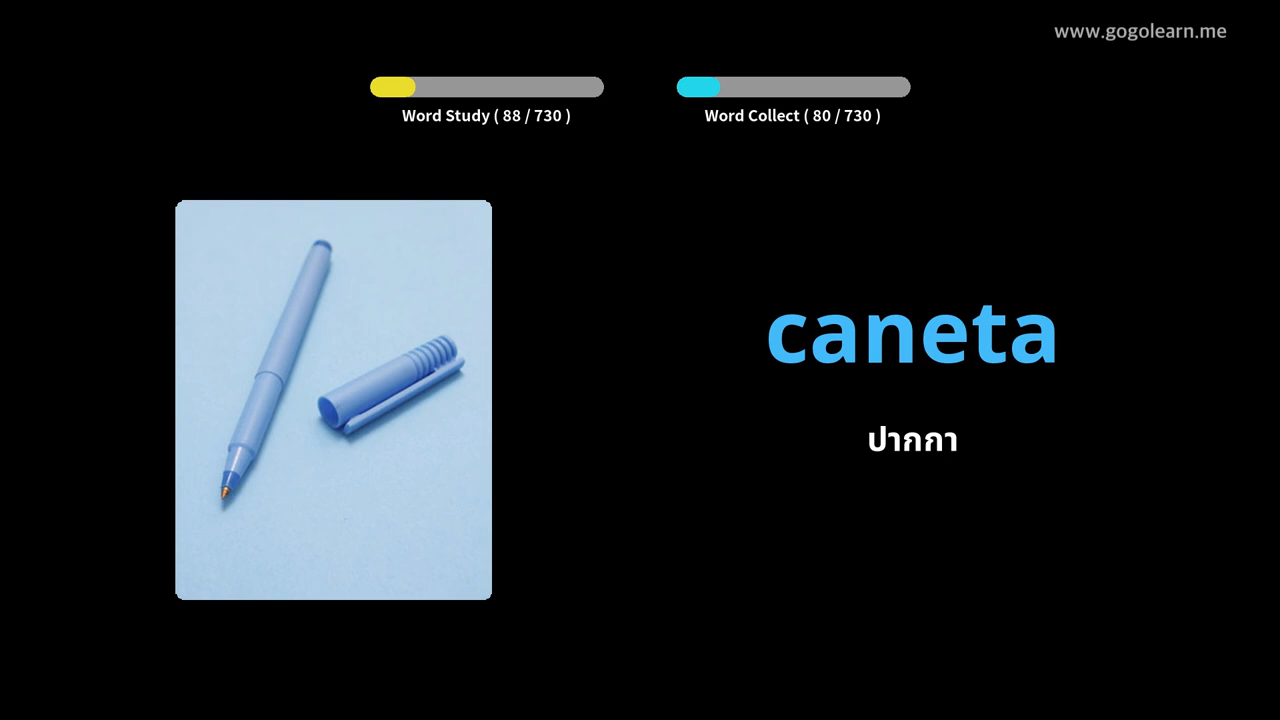 www.gogolearn.me
Word Study ( 88 / 730 )
Word Collect ( 80 / 730 )
caneta
ปากกา